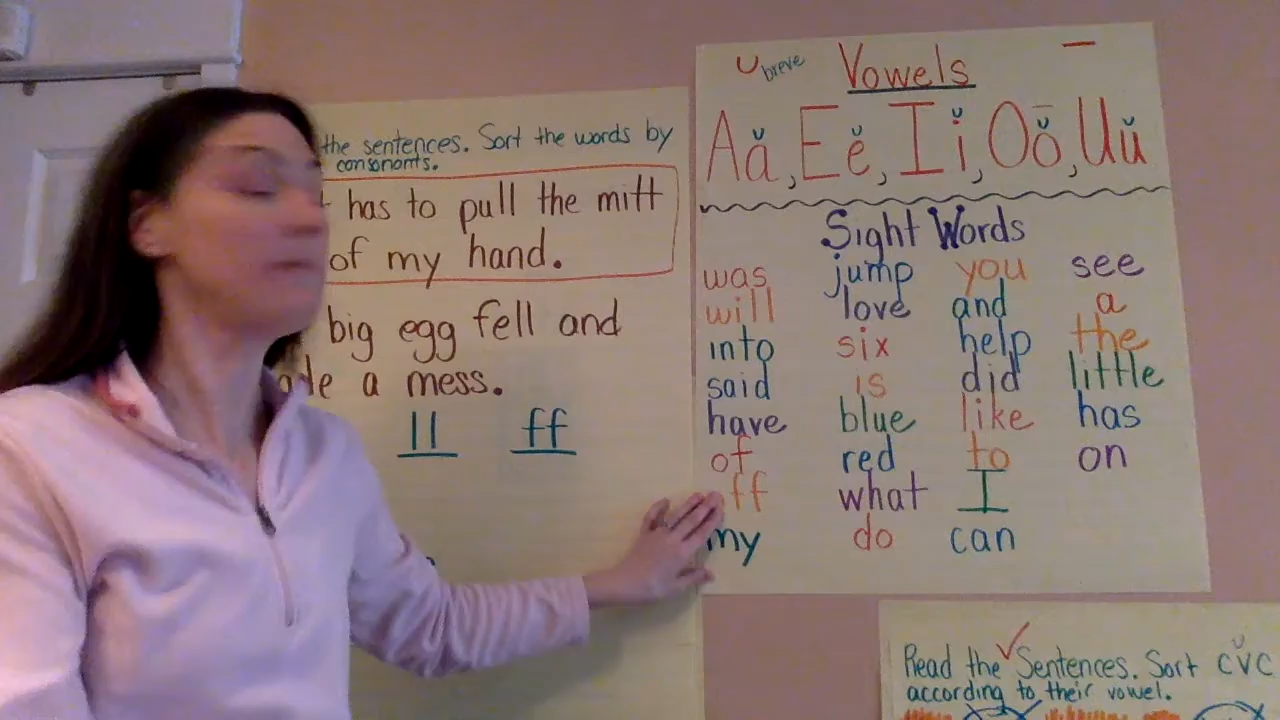 the sentences. Sort the words by
consonants.
has to pull the mitt
of my hand.
big egg fell and
a mess.
ll ff
breve Vowels
Aă, Eĕ, Iĭ, Oŏ, Uŭ
Sight Words
was jump you see
will love and a
into six help the
said is did little
have blue like has
of red to on
off what I
my do can
Read the ✓ Sentences. Sort CV̆C
according to their vowel.